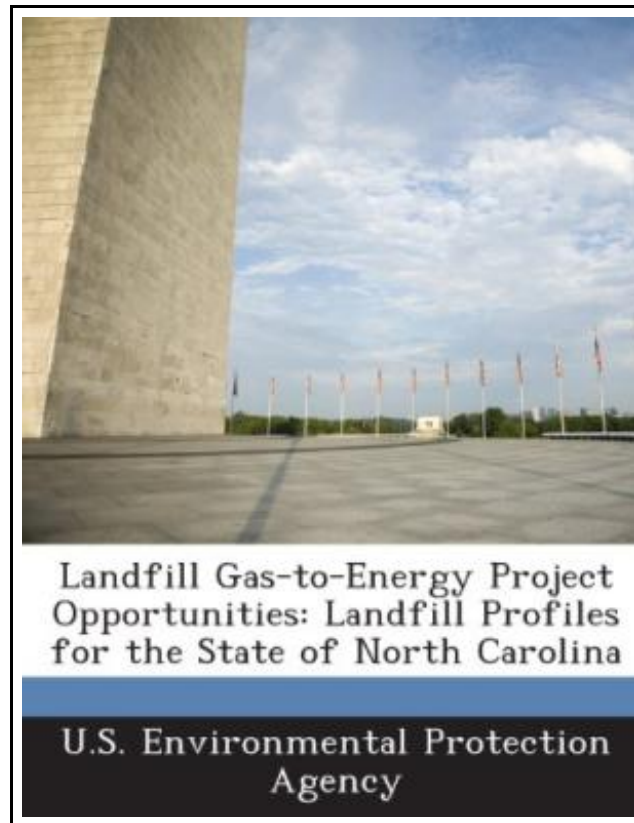 Landfill Gas-to-Energy Project
Opportunities: Landfill Profiles
for the State of North Carolina
U.S. Environmental Protection
Agency